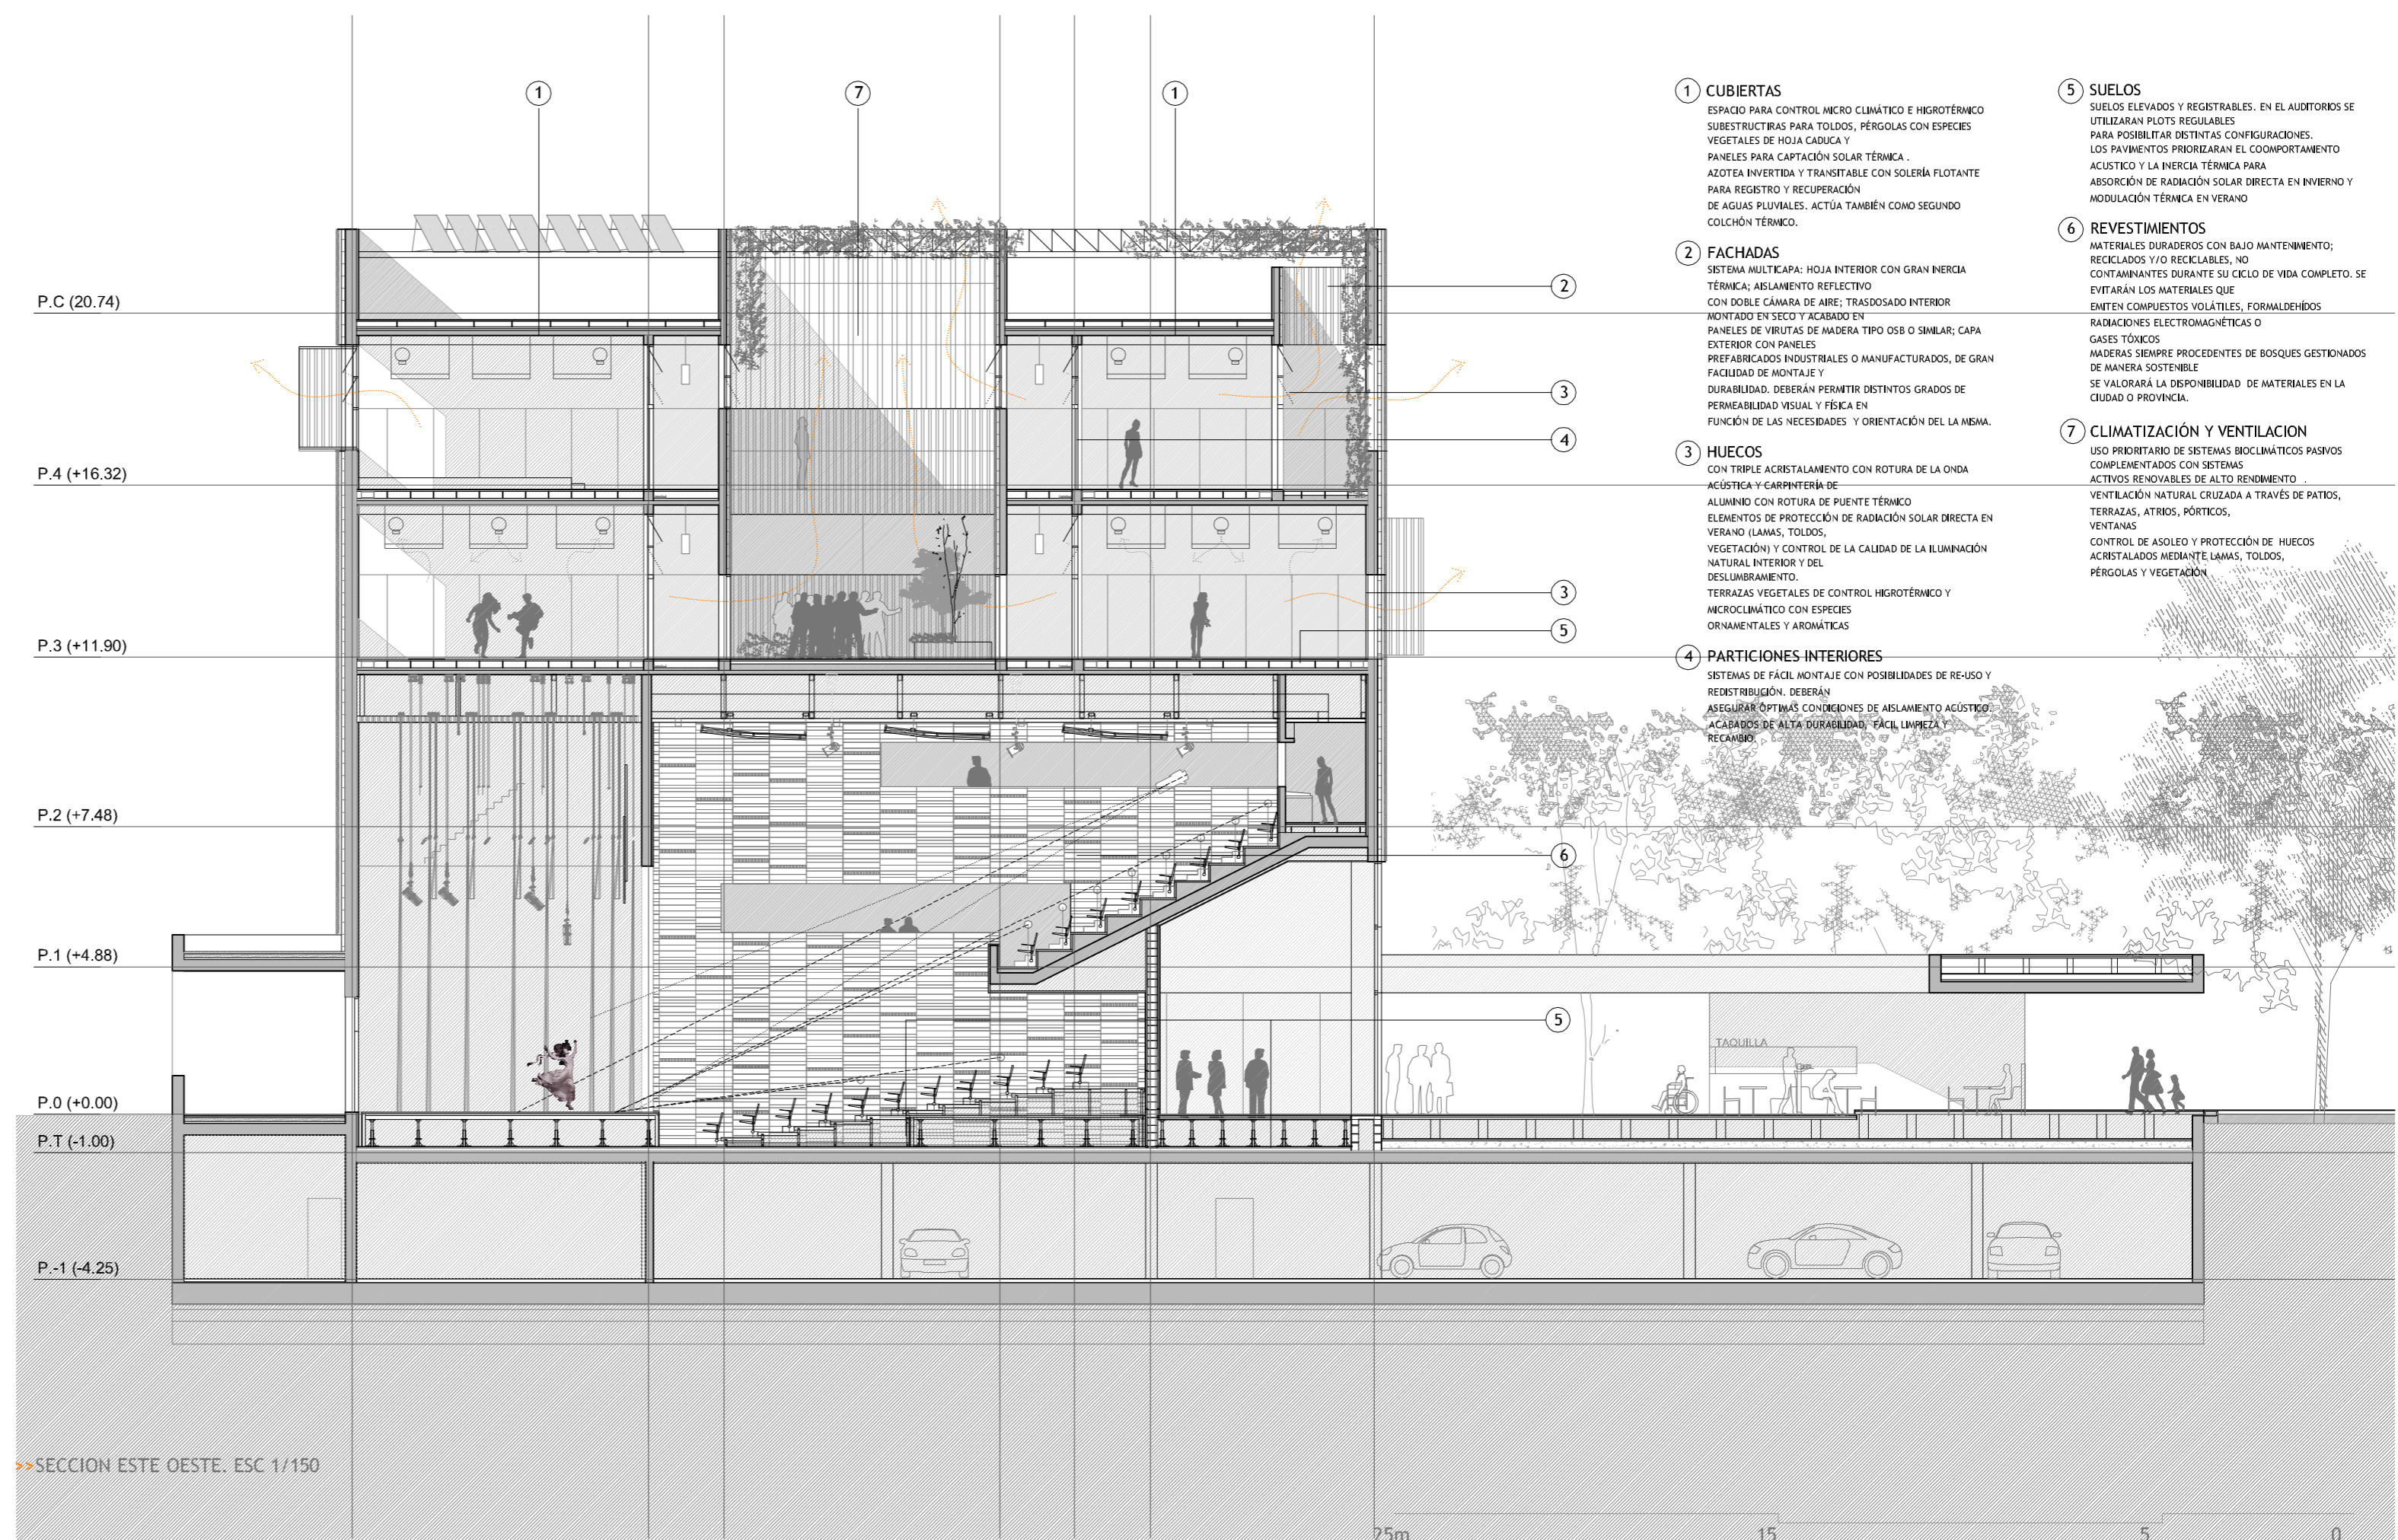 1
7
1
P.C (20.74)
P.4 (+16.32)
P.3 (+11.90)
P.2 (+7.48)
P.1 (+4.88)
P.0 (+0.00)
P.T (-1.00)
P.-1 (-4.25)
2
3
4
3
5
6
5
TAQUILLA
1 CUBIERTAS
ESPACIO PARA CONTROL MICRO CLIMÁTICO E HIGROTÉRMICO
SUBESTRUCTIRAS PARA TOLDOS, PÉRGOLAS CON ESPECIES
VEGETALES DE HOJA CADUCA Y
PANELES PARA CAPTACIÓN SOLAR TÉRMICA .
AZOTEA INVERTIDA Y TRANSITABLE CON SOLERÍA FLOTANTE
PARA REGISTRO Y RECUPERACIÓN
DE AGUAS PLUVIALES. ACTÚA TAMBIÉN COMO SEGUNDO
COLCHÓN TÉRMICO.
2 FACHADAS
SISTEMA MULTICAPA: HOJA INTERIOR CON GRAN INERCIA
TÉRMICA; AISLAMIENTO REFLECTIVO
CON DOBLE CÁMARA DE AIRE; TRASDOSADO INTERIOR
MONTADO EN SECO Y ACABADO EN
PANELES DE VIRUTAS DE MADERA TIPO OSB O SIMILAR; CAPA
EXTERIOR CON PANELES
PREFABRICADOS INDUSTRIALES O MANUFACTURADOS, DE GRAN
FACILIDAD DE MONTAJE Y
DURABILIDAD. DEBERÁN PERMITIR DISTINTOS GRADOS DE
PERMEABILIDAD VISUAL Y FÍSICA EN
FUNCIÓN DE LAS NECESIDADES Y ORIENTACIÓN DEL LA MISMA.
3 HUECOS
CON TRIPLE ACRISTALAMIENTO CON ROTURA DE LA ONDA
ACÚSTICA Y CARPINTERÍA DE
ALUMINIO CON ROTURA DE PUENTE TÉRMICO
ELEMENTOS DE PROTECCIÓN DE RADIACIÓN SOLAR DIRECTA EN
VERANO (LAMAS, TOLDOS,
VEGETACIÓN) Y CONTROL DE LA CALIDAD DE LA ILUMINACIÓN
NATURAL INTERIOR Y DEL
DESLUMBRAMIENTO.
TERRAZAS VEGETALES DE CONTROL HIGROTÉRMICO Y
MICROCLIMÁTICO CON ESPECIES
ORNAMENTALES Y AROMÁTICAS
4 PARTICIONES INTERIORES
SISTEMAS DE FÁCIL MONTAJE CON POSIBILIDADES DE RE-USO Y
REDISTRIBUCIÓN. DEBERÁN
ASEGURAR ÓPTIMAS CONDICIONES DE AISLAMIENTO ACÚSTICO.
ACABADOS DE ALTA DURABILIDAD, FÁCIL LIMPIEZA Y
RECAMBIO.
5 SUELOS
SUELOS ELEVADOS Y REGISTRABLES. EN EL AUDITORIOS SE
UTILIZARAN PLOTS REGULABLES
PARA POSIBILITAR DISTINTAS CONFIGURACIONES.
LOS PAVIMENTOS PRIORIZARAN EL COOMPORTAMIENTO
ACUSTICO Y LA INERCIA TÉRMICA PARA
ABSORCIÓN DE RADIACIÓN SOLAR DIRECTA EN INVIERNO Y
MODULACIÓN TÉRMICA EN VERANO
6 REVESTIMIENTOS
MATERIALES DURADEROS CON BAJO MANTENIMIENTO;
RECICLADOS Y/O RECICLABLES, NO
CONTAMINANTES DURANTE SU CICLO DE VIDA COMPLETO. SE
EVITARÁN LOS MATERIALES QUE
EMITEN COMPUESTOS VOLÁTILES, FORMALDEHÍDOS
RADIACIONES ELECTROMAGNÉTICAS O
GASES TÓXICOS
MADERAS SIEMPRE PROCEDENTES DE BOSQUES GESTIONADOS
DE MANERA SOSTENIBLE
SE VALORARÁ LA DISPONIBILIDAD DE MATERIALES EN LA
CIUDAD O PROVINCIA.
7 CLIMATIZACIÓN Y VENTILACION
USO PRIORITARIO DE SISTEMAS BIOCLIMÁTICOS PASIVOS
COMPLEMENTADOS CON SISTEMAS
ACTIVOS RENOVABLES DE ALTO RENDIMIENTO .
VENTILACIÓN NATURAL CRUZADA A TRAVÉS DE PATIOS,
TERRAZAS, ATRIOS, PÓRTICOS,
VENTANAS
CONTROL DE ASOLEO Y PROTECCIÓN DE HUECOS
ACRISTALADOS MEDIANTE LAMAS, TOLDOS,
PÉRGOLAS Y VEGETACIÓN
>>SECCION ESTE OESTE. ESC 1/150
25m 15 5 0